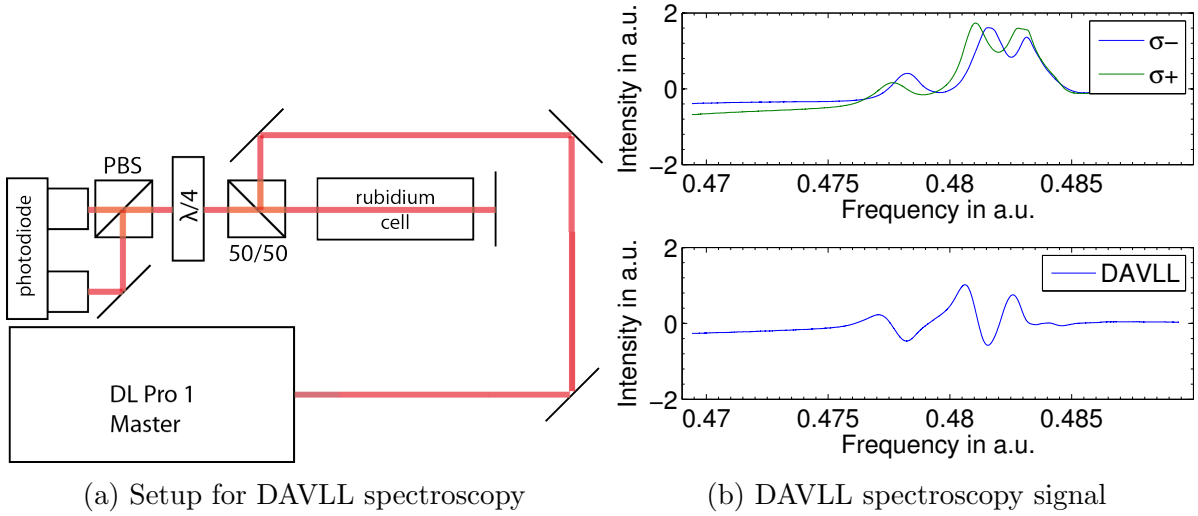 PBS
photodiode
λ/4
50/50
rubidium
cell
DL Pro 1
Master
(a) Setup for DAVLL spectroscopy
Intensity in a.u.
2
0
−2
σ−
σ+
0.47
0.475
0.48
0.485
Frequency in a.u.
Intensity in a.u.
2
0
−2
DAVLL
0.47
0.475
0.48
0.485
Frequency in a.u.
(b) DAVLL spectroscopy signal